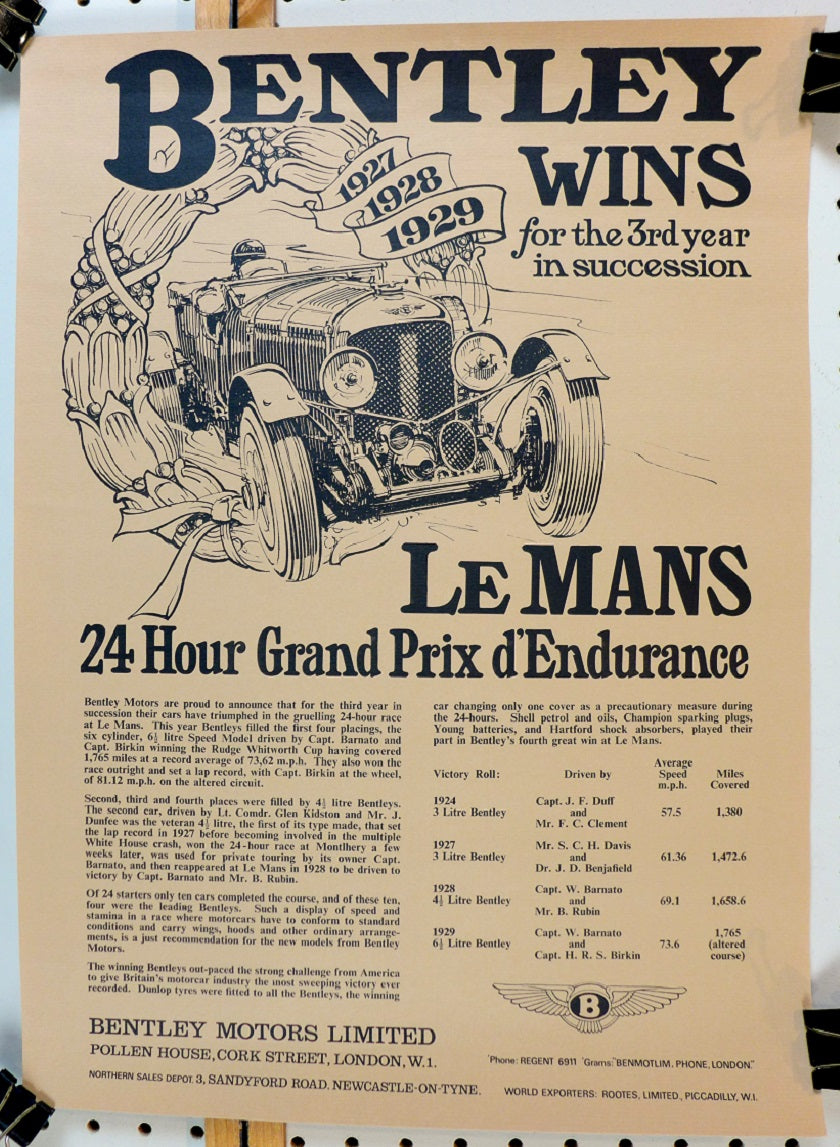 BENTLEY
WINS
1927
1928
1929
for the 3rd year
in succession
LE MANS
24 Hour Grand Prix d'Endurance
Bentley Motors are proud to announce that for the third year in
succession their cars have triumphed in the gruelling 24-hour race
at Le Mans. This year Bentleys filled the first four placings, the
six cylinder, 6½ litre Speed Model driven by Capt. Barnato and
Capt. Birkin winning the Rudge Whitworth Cup having covered
1,765 miles at a record average of 73,62 m.p.h. They also won the
race outright and set a lap record, with Capt. Birkin at the wheel,
of 81.12 m.p.h. on the altered circuit.
Second, third and fourth places were filled by 4½ litre Bentleys.
The second car, driven by Lt. Comdr. Glen Kidston and Mr. J.
Dunfee was the veteran 4½ litre, the first of its type made, that set
the lap record in 1927 before becoming involved in the multiple
White House crash, won the 24-hour race at Montlhery a few
weeks later, was used for private touring by its owner Capt.
Barnato, and then reappeared at Le Mans in 1928 to be driven to
victory by Capt. Barnato and Mr. B. Rubin.
Of 24 starters only ten cars completed the course, and of these ten,
four were the leading Bentleys. Such a display of speed and
stamina in a race where motorcars have to conform to standard
conditions and carry wings, hoods and other ordinary arrange-
ments, is a just recommendation for the new models from Bentley
Motors.
The winning Bentleys out-paced the strong challenge from America
to give Britain's motorcar industry the most sweeping victory ever
recorded. Dunlop tyres were fitted to all the Bentleys, the winning
car changing only one cover as a precautionary measure during
the 24-hours. Shell petrol and oils, Champion sparking plugs,
Young batteries, and Hartford shock absorbers, played their
part in Bentley's fourth great win at Le Mans.
Victory Roll: Driven by Average Speed m.p.h. Miles Covered
1924 3 Litre Bentley Capt. J. F. Duff and Mr. F. C. Clement 57.5 1,380
1927 3 Litre Bentley Mr. S. C. H. Davis and Dr. J. D. Benjafield 61.36 1,472.6
1928 4½ Litre Bentley Capt. W. Barnato and Mr. B. Rubin 69.1 1,658.6
1929 6½ Litre Bentley Capt. W. Barnato and Capt. H. R. S. Birkin 73.6 1,765 (altered course)
B
BENTLEY MOTORS LIMITED
POLLEN HOUSE, CORK STREET, LONDON, W.1.
NORTHERN SALES DEPOT. 3, SANDYFORD ROAD. NEWCASTLE-ON-TYNE.
'Phone: REGENT 6911 'Grams: "BENMOTLIM. PHONE, LONDON."
WORLD EXPORTERS: ROOTES, LIMITED., PICCADILLY, W.I.